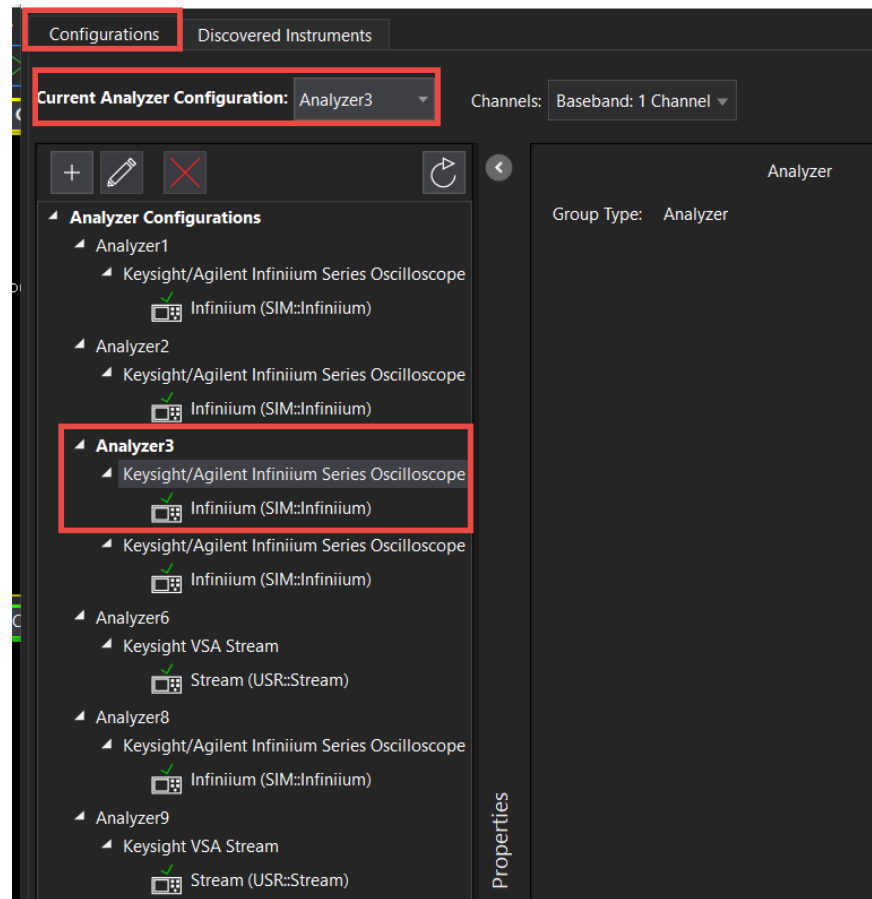 Configurations Discovered Instruments
Current Analyzer Configuration: Analyzer3 Channels: Baseband: 1 Channel
Analyzer
Group Type: Analyzer
Analyzer Configurations
Analyzer1
Keysight/Agilent Infiniium Series Oscilloscope
Infiniium (SIM::Infiniium)
Analyzer2
Keysight/Agilent Infiniium Series Oscilloscope
Infiniium (SIM::Infiniium)
Analyzer3
Keysight/Agilent Infiniium Series Oscilloscope
Infiniium (SIM::Infiniium)
Keysight/Agilent Infiniium Series Oscilloscope
Infiniium (SIM::Infiniium)
Analyzer6
Keysight VSA Stream
Stream (USR::Stream)
Analyzer8
Keysight/Agilent Infiniium Series Oscilloscope
Infiniium (SIM::Infiniium)
Analyzer9
Keysight VSA Stream
Stream (USR::Stream)
Properties